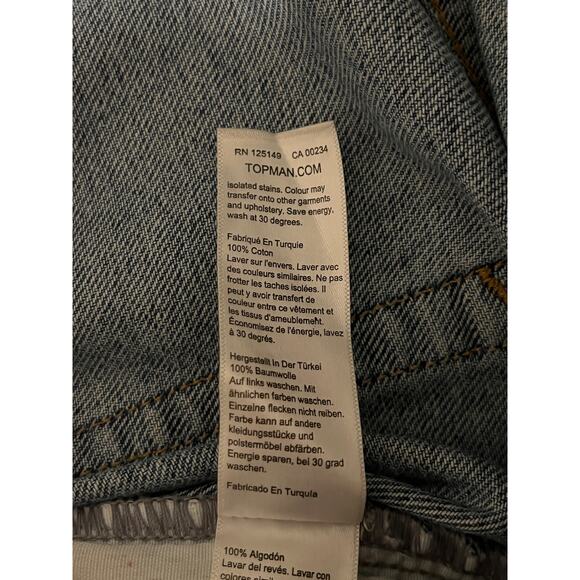 RN 125149 CA 00234
TOPMAN.COM
isolated stains. Colour may
transfer onto other garments
and upholstery. Save energy,
wash at 30 degrees.
Fabriqué En Turquie
100% Coton
Laver sur l'envers. Laver avec
des couleurs similaires. Ne pas
frotter les taches isolées. Il
peut y avoir transfert de
couleur entre ce vêtement et
les tissus d'ameublement.
Économisez de l'énergie, lavez
à 30 degrés.
Hergestellt In Der Türkei
100% Baumwolle
Auf links waschen. Mit
ähnlichen farben waschen.
Einzelne flecken nicht reiben.
Farbe kann auf andere
kleidungsstücke und
polstermöbel abfärben.
Energie sparen, bei 30 grad
waschen.
Fabricado En Turquía
100% Algodón
Lavar del revés. Lavar con